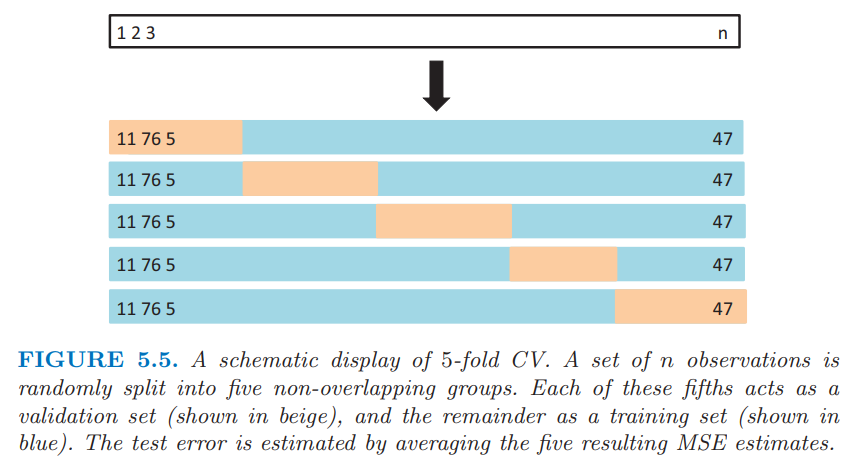 1 2 3 n
11 76 5 47
11 76 5 47
11 76 5 47
11 76 5 47
11 76 5 47
FIGURE 5.5. A schematic display of 5-fold CV. A set of n observations is
randomly split into five non-overlapping groups. Each of these fifths acts as a
validation set (shown in beige), and the remainder as a training set (shown in
blue). The test error is estimated by averaging the five resulting MSE estimates.